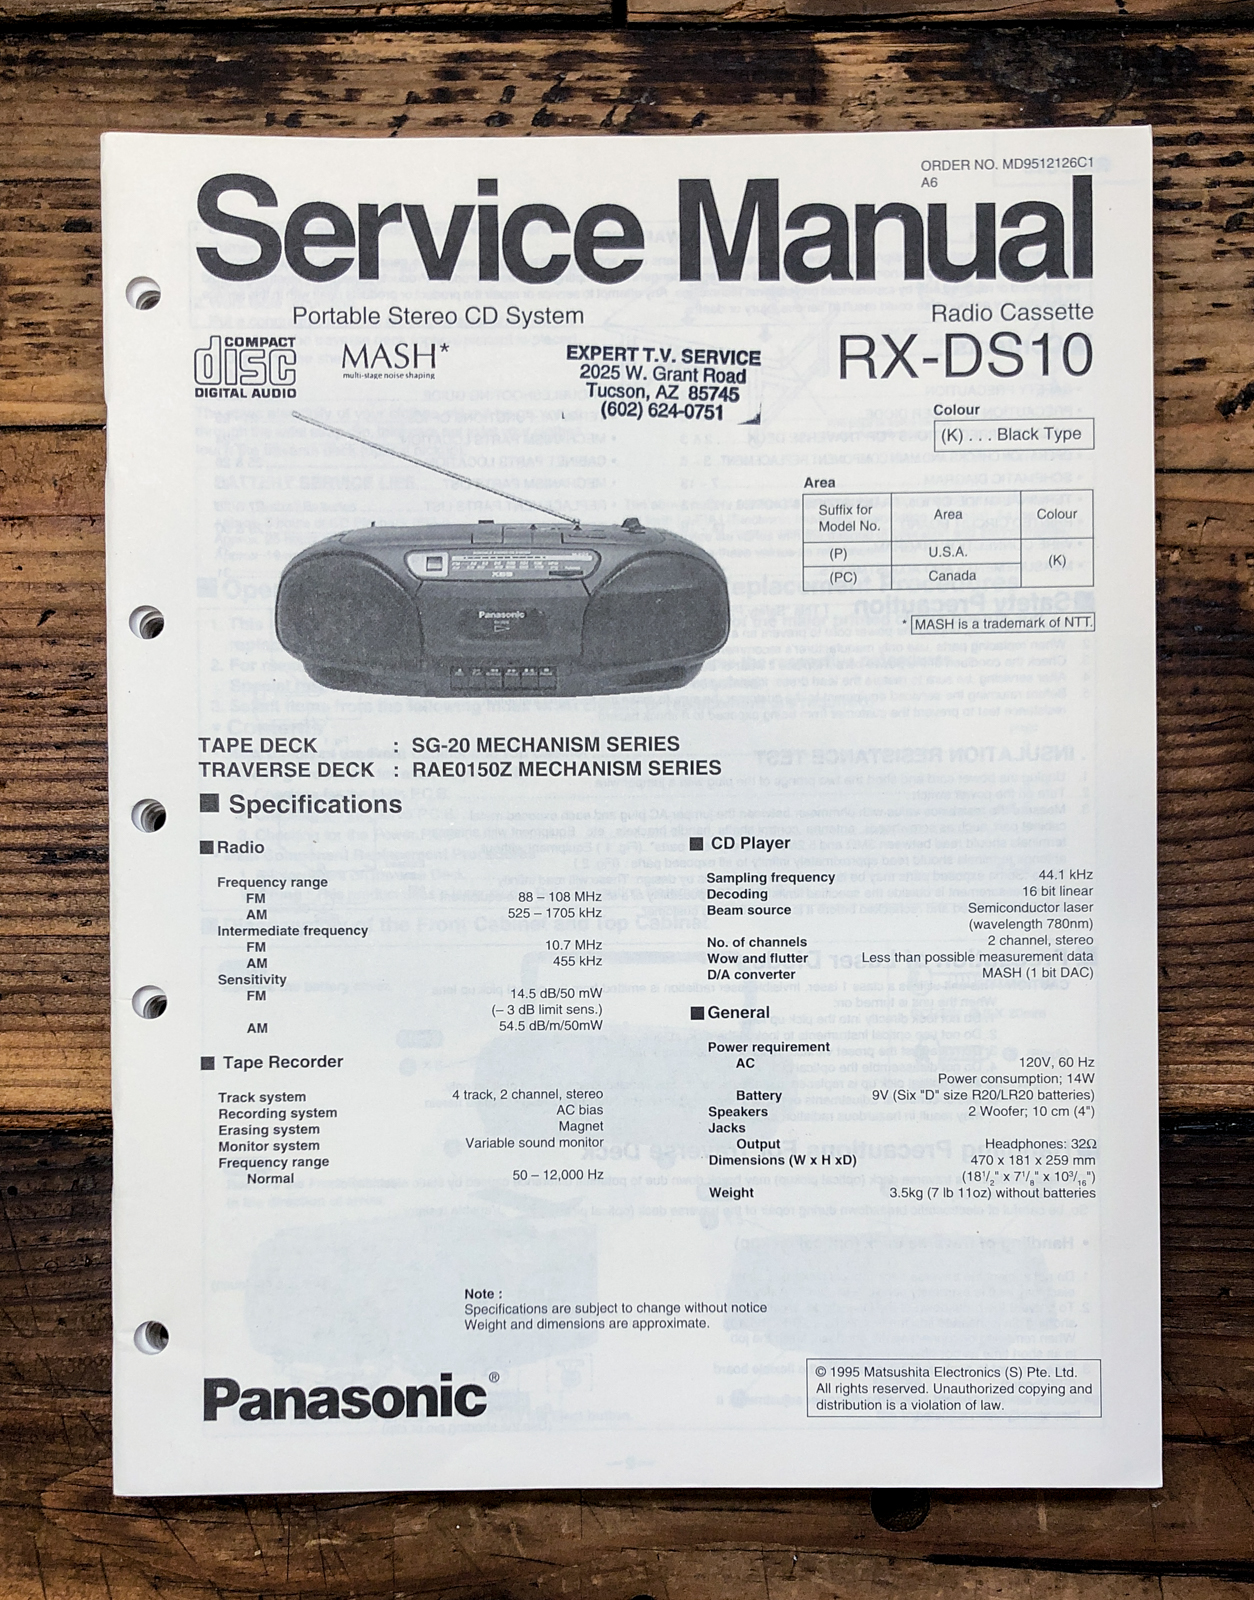 ORDER NO. MD9512126C1
A6
Service Manual
Portable Stereo CD System
Radio Cassette
RX-DS10
COMPACT
disc
DIGITAL AUDIO
MASH*
multi-stage noise shaping
EXPERT T.V. SERVICE
2025 W. Grant Road
Tucson, AZ 85745
(602) 624-0751
Colour
(K) . . . Black Type
Area
Suffix for Model No. Area Colour
(P) U.S.A. (K)
(PC) Canada
* MASH is a trademark of NTT.
XBS
Panasonic
TAPE DECK : SG-20 MECHANISM SERIES
TRAVERSE DECK : RAE0150Z MECHANISM SERIES
■ Specifications
■ Radio
Frequency range
FM 88 – 108 MHz
AM 525 – 1705 kHz
Intermediate frequency
FM 10.7 MHz
AM 455 kHz
Sensitivity
FM 14.5 dB/50 mW
(– 3 dB limit sens.)
AM 54.5 dB/m/50mW
■ Tape Recorder
Track system 4 track, 2 channel, stereo
Recording system AC bias
Erasing system Magnet
Monitor system Variable sound monitor
Frequency range
Normal 50 – 12,000 Hz
■ CD Player
Sampling frequency 44.1 kHz
Decoding 16 bit linear
Beam source Semiconductor laser
(wavelength 780nm)
No. of channels 2 channel, stereo
Wow and flutter Less than possible measurement data
D/A converter MASH (1 bit DAC)
■ General
Power requirement
AC 120V, 60 Hz
Power consumption; 14W
Battery 9V (Six "D" size R20/LR20 batteries)
Speakers 2 Woofer; 10 cm (4")
Jacks
Output Headphones: 32Ω
Dimensions (W x H xD) 470 x 181 x 259 mm
(18 1/2" x 7 1/8" x 10 3/16")
Weight 3.5kg (7 lb 11oz) without batteries
Note :
Specifications are subject to change without notice
Weight and dimensions are approximate.
Panasonic®
© 1995 Matsushita Electronics (S) Pte. Ltd.
All rights reserved. Unauthorized copying and
distribution is a violation of law.